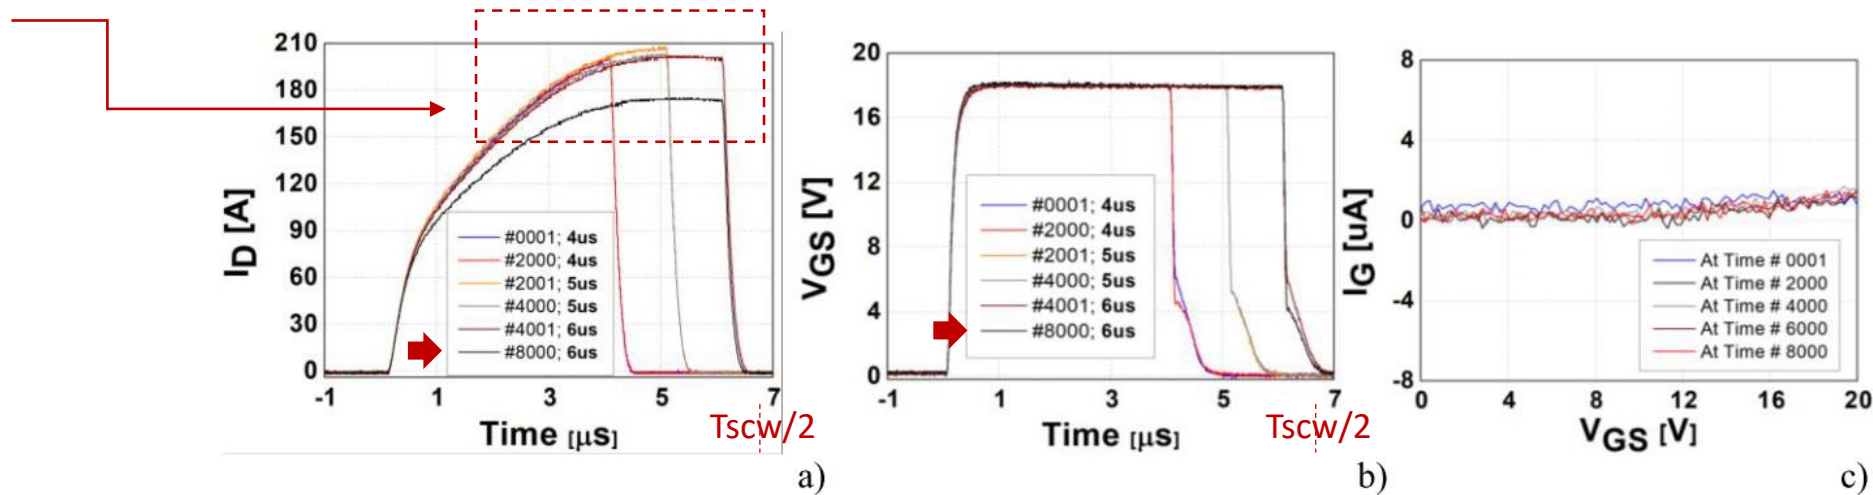 210
180
150
120
90
60
30
0
I_D [A]
#0001; 4us
#2000; 4us
#2001; 5us
#4000; 5us
#4001; 6us
#8000; 6us
-1 1 3 5 7
Time [μs]
Tscw/2
a)
20
16
12
8
4
0
V_GS [V]
#0001; 4us
#2000; 4us
#2001; 5us
#4000; 5us
#4001; 6us
#8000; 6us
-1 1 3 5 7
Time [μs]
Tscw/2
b)
8
4
0
-4
-8
I_G [uA]
At Time # 0001
At Time # 2000
At Time # 4000
At Time # 6000
At Time # 8000
0 4 8 12 16 20
V_GS [V]
c)